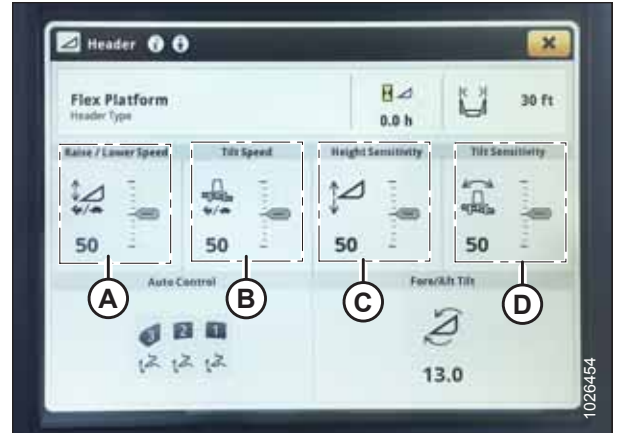 Header
Flex Platform
Header Type
0.0 h
30 ft
Raise / Lower Speed
Tilt Speed
Height Sensitivity
Tilt Sensitivity
50
50
50
50
A
B
C
D
Auto Control
Fore/Aft Tilt
3 2 1
13.0
1026454